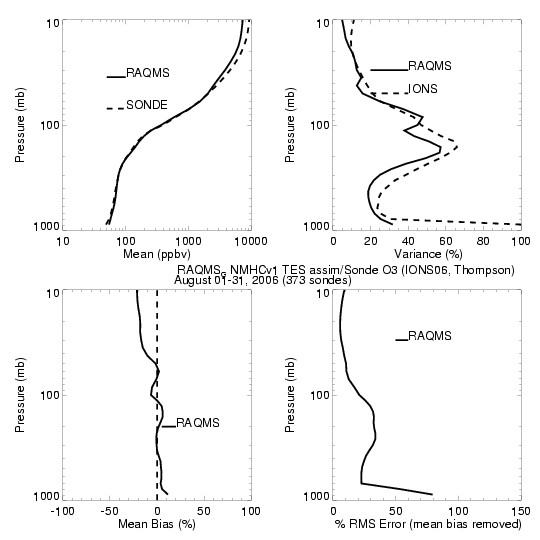 10
100
1000
Pressure (mb)
RAQMS
SONDE
10 100 1000 10000
Mean (ppbv)
10
100
1000
Pressure (mb)
RAQMS
IONS
0 20 40 60 80 100
Variance (%)
RAQMS_ NMHCv1 TES assim/Sonde O3 (IONS06, Thompson)
August 01-31, 2006 (373 sondes)
10
100
1000
Pressure (mb)
RAQMS
-100 -50 0 50 100
Mean Bias (%)
10
100
1000
Pressure (mb)
RAQMS
0 50 100 150
% RMS Error (mean bias removed)